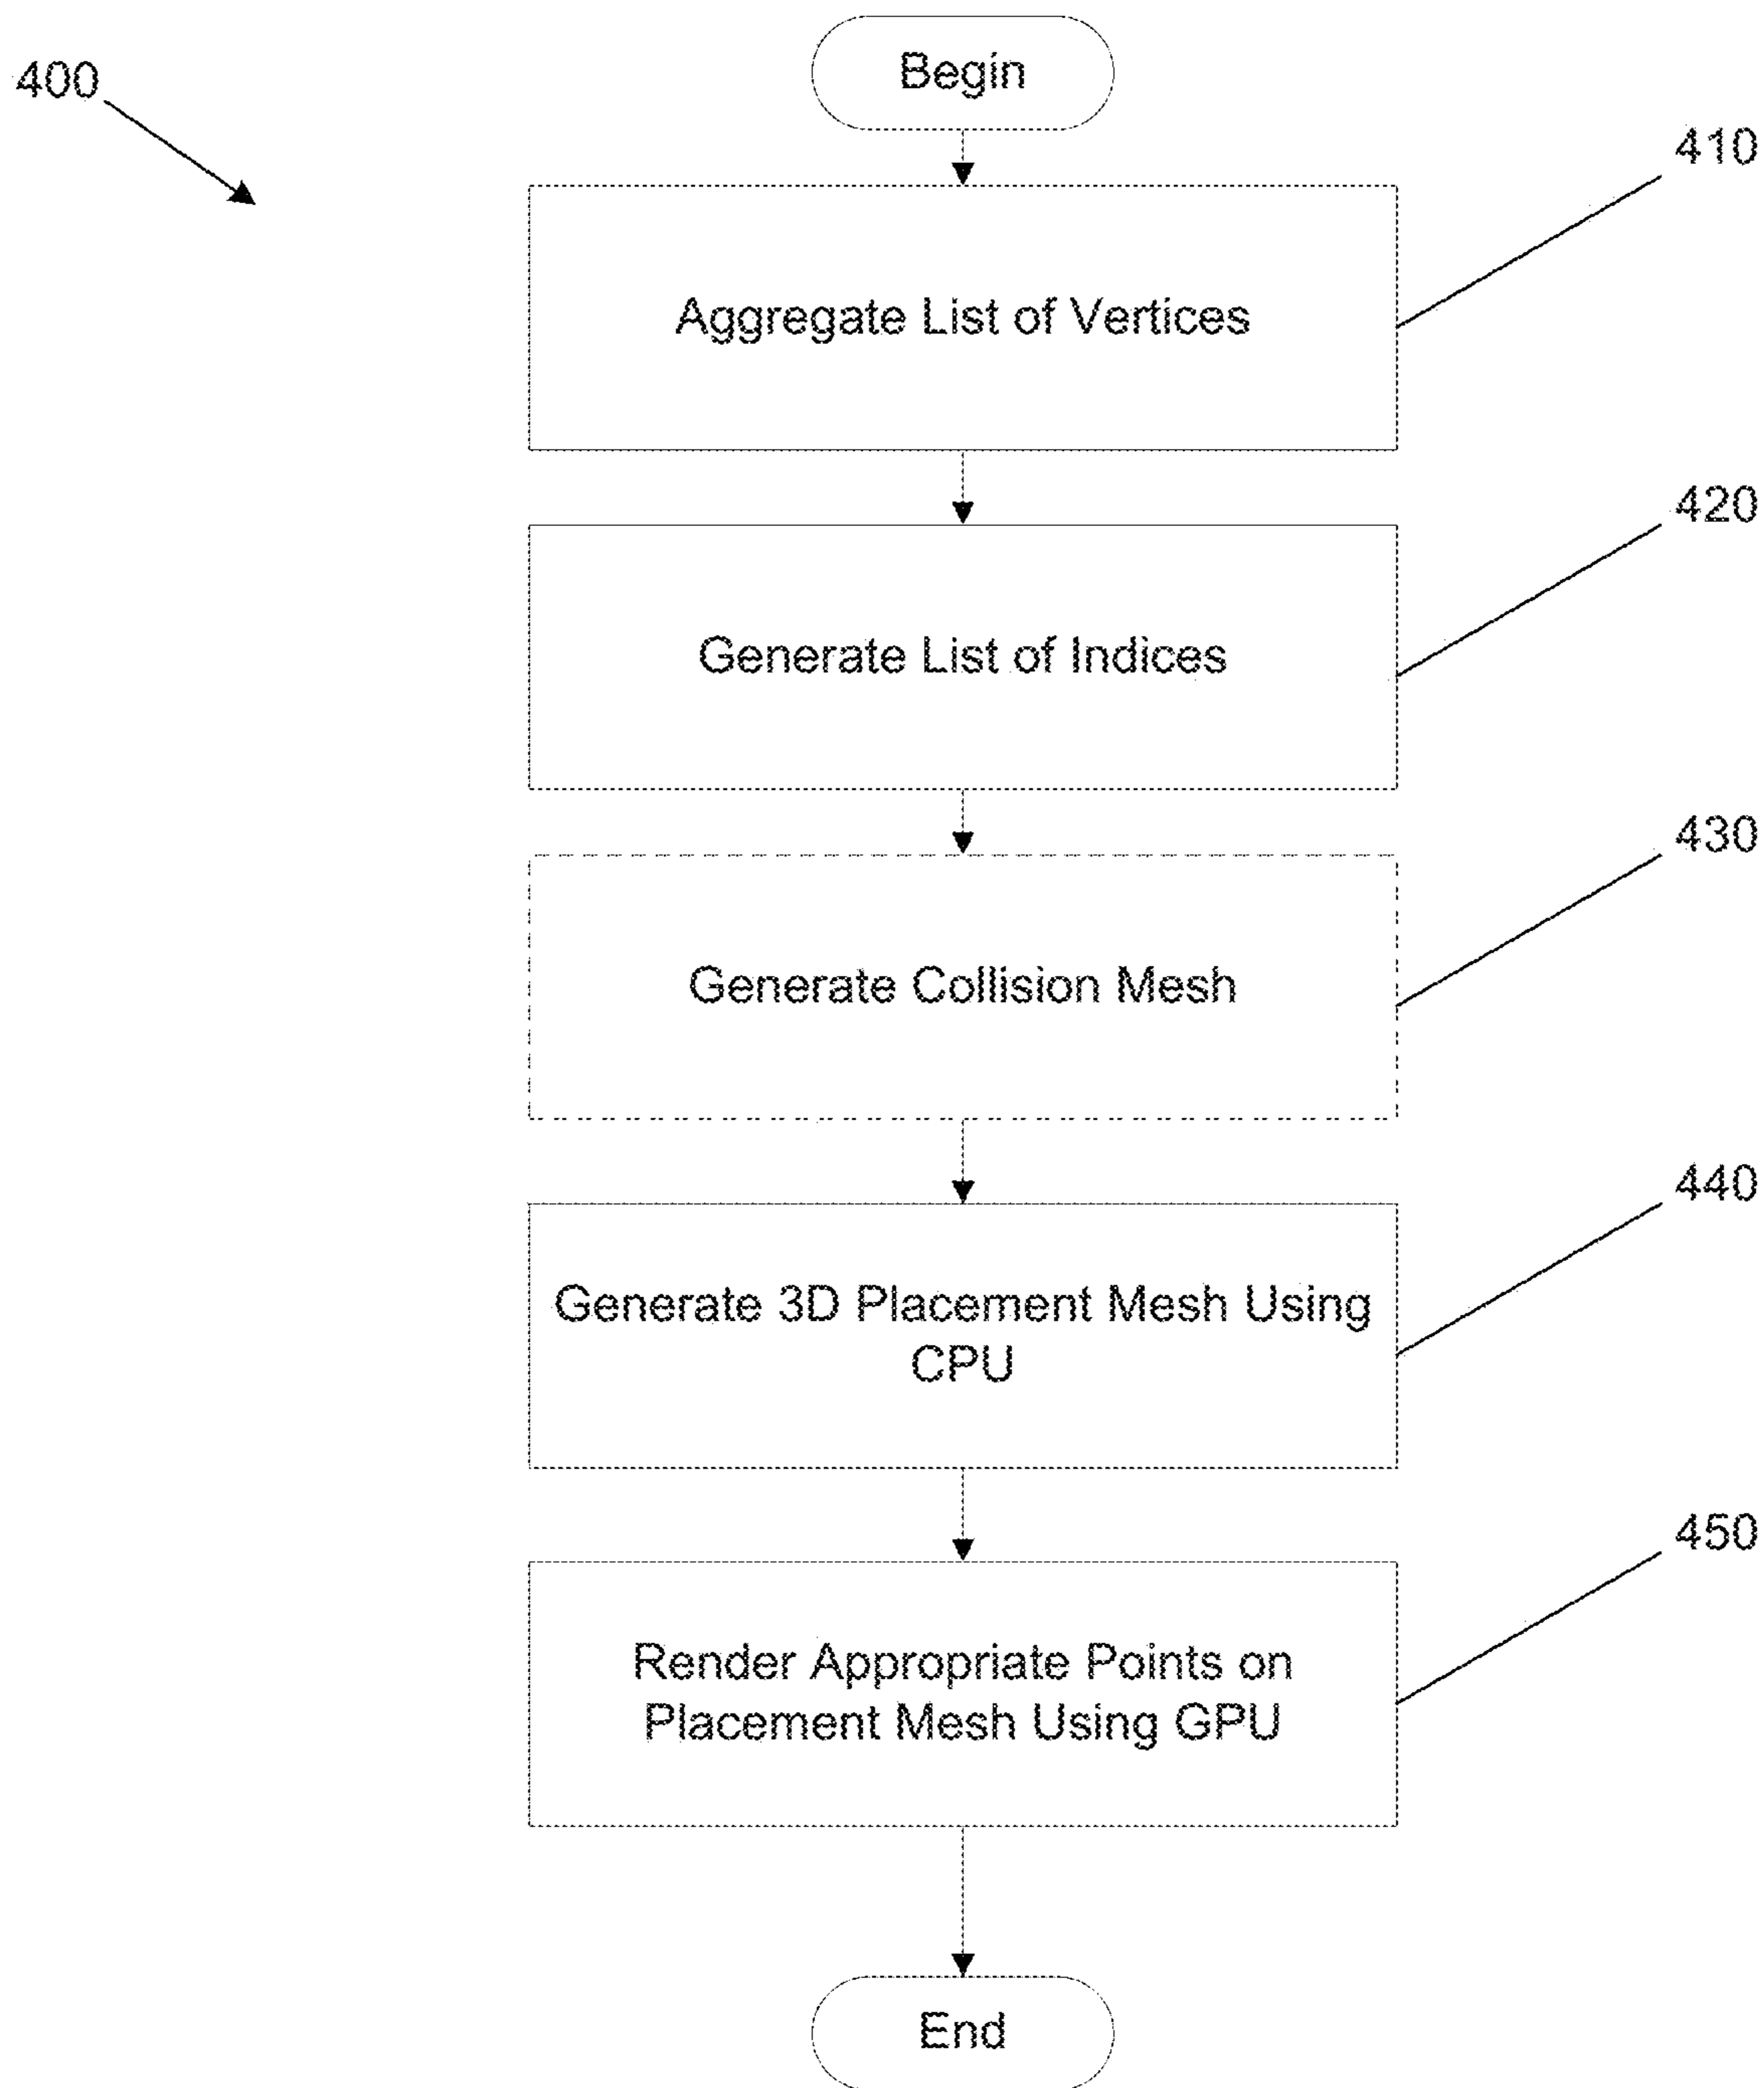 400
Begin
410
Aggregate List of Vertices
420
Generate List of Indices
430
Generate Collision Mesh
440
Generate 3D Placement Mesh Using
CPU
450
Render Appropriate Points on
Placement Mesh Using GPU
End